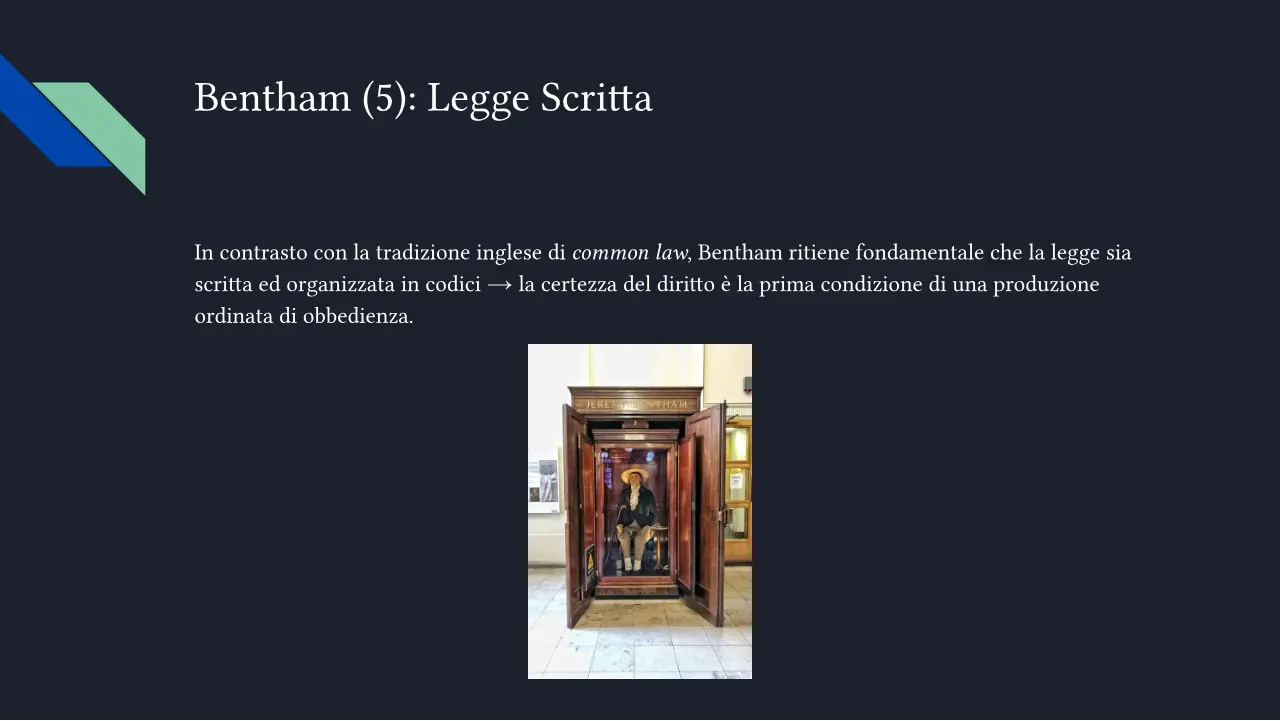 Bentham (5): Legge Scritta
In contrasto con la tradizione inglese di common law, Bentham ritiene fondamentale che la legge sia
scritta ed organizzata in codici ⟶ la certezza del diritto è la prima condizione di una produzione
ordinata di obbedienza.
JEREMY BENTHAM